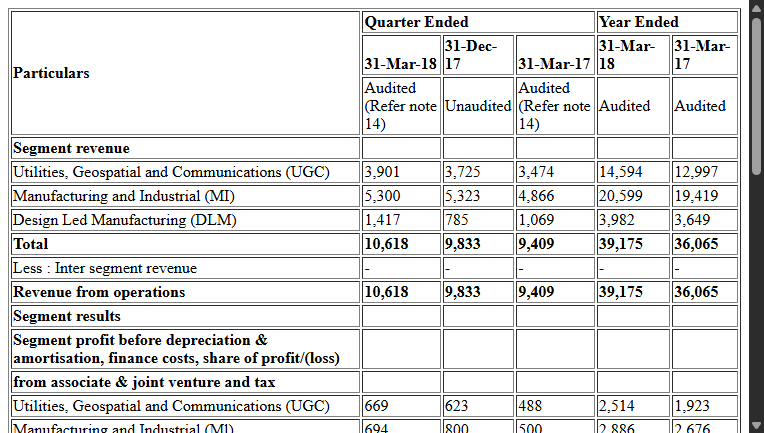 Particulars Quarter Ended Year Ended
31-Mar-18 31-Dec-17 31-Mar-17 31-Mar-18 31-Mar-17
Audited (Refer note 14) Unaudited Audited (Refer note 14) Audited Audited
Segment revenue
Utilities, Geospatial and Communications (UGC) 3,901 3,725 3,474 14,594 12,997
Manufacturing and Industrial (MI) 5,300 5,323 4,866 20,599 19,419
Design Led Manufacturing (DLM) 1,417 785 1,069 3,982 3,649
Total 10,618 9,833 9,409 39,175 36,065
Less : Inter segment revenue - - - - -
Revenue from operations 10,618 9,833 9,409 39,175 36,065
Segment results
Segment profit before depreciation &
amortisation, finance costs, share of profit/(loss)
from associate & joint venture and tax
Utilities, Geospatial and Communications (UGC) 669 623 488 2,514 1,923
Manufacturing and Industrial (MI) 694 800 500 2,886 2,676